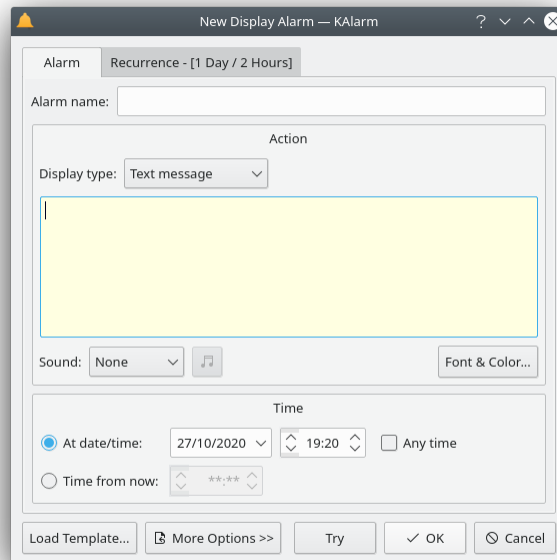 New Display Alarm — KAlarm
Alarm
Recurrence - [1 Day / 2 Hours]
Alarm name:
Action
Display type: Text message
Sound: None
Font & Color...
Time
At date/time: 27/10/2020 19:20 Any time
Time from now: **:**
Load Template... More Options >> Try OK Cancel